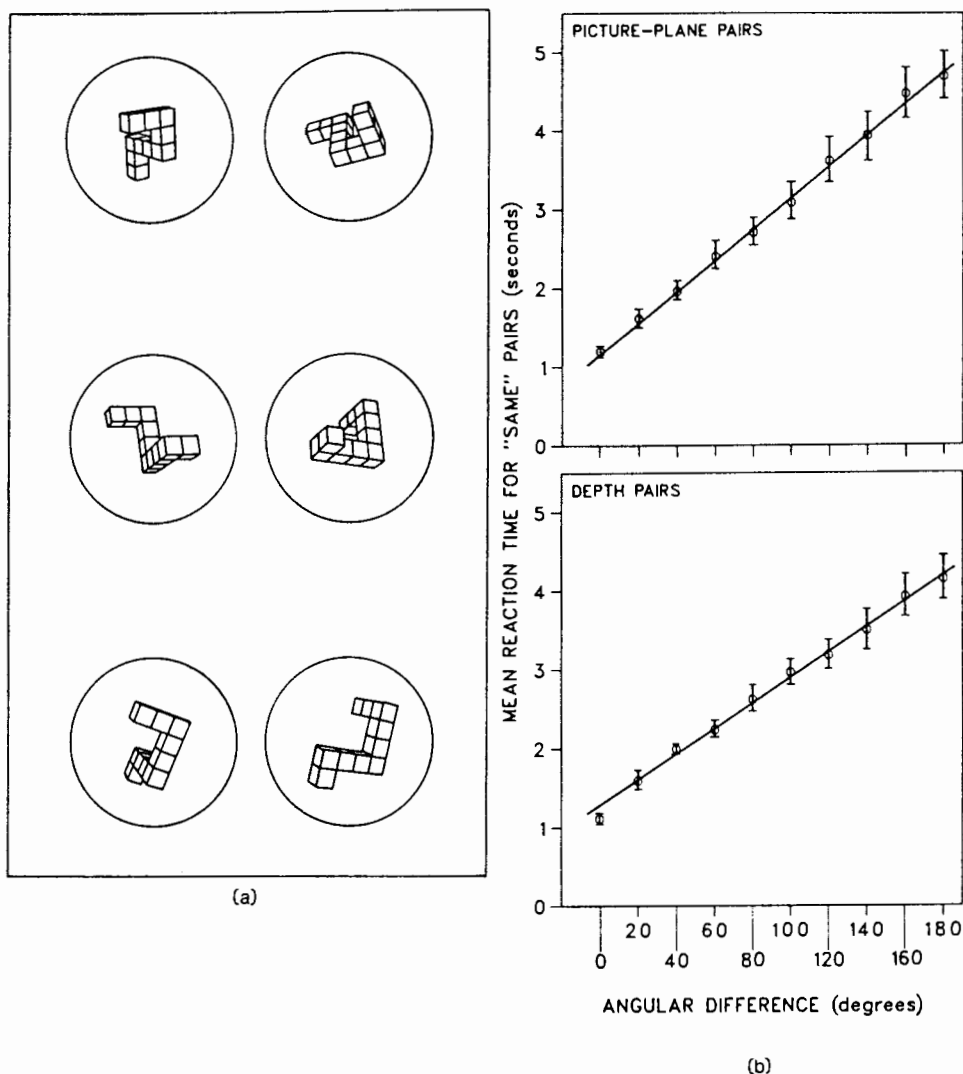 (a)
MEAN REACTION TIME FOR "SAME" PAIRS (seconds)
PICTURE-PLANE PAIRS
5
4
3
2
1
0
DEPTH PAIRS
5
4
3
2
1
0
20 60 100 140 180
0 40 80 120 160
ANGULAR DIFFERENCE (degrees)
(b)